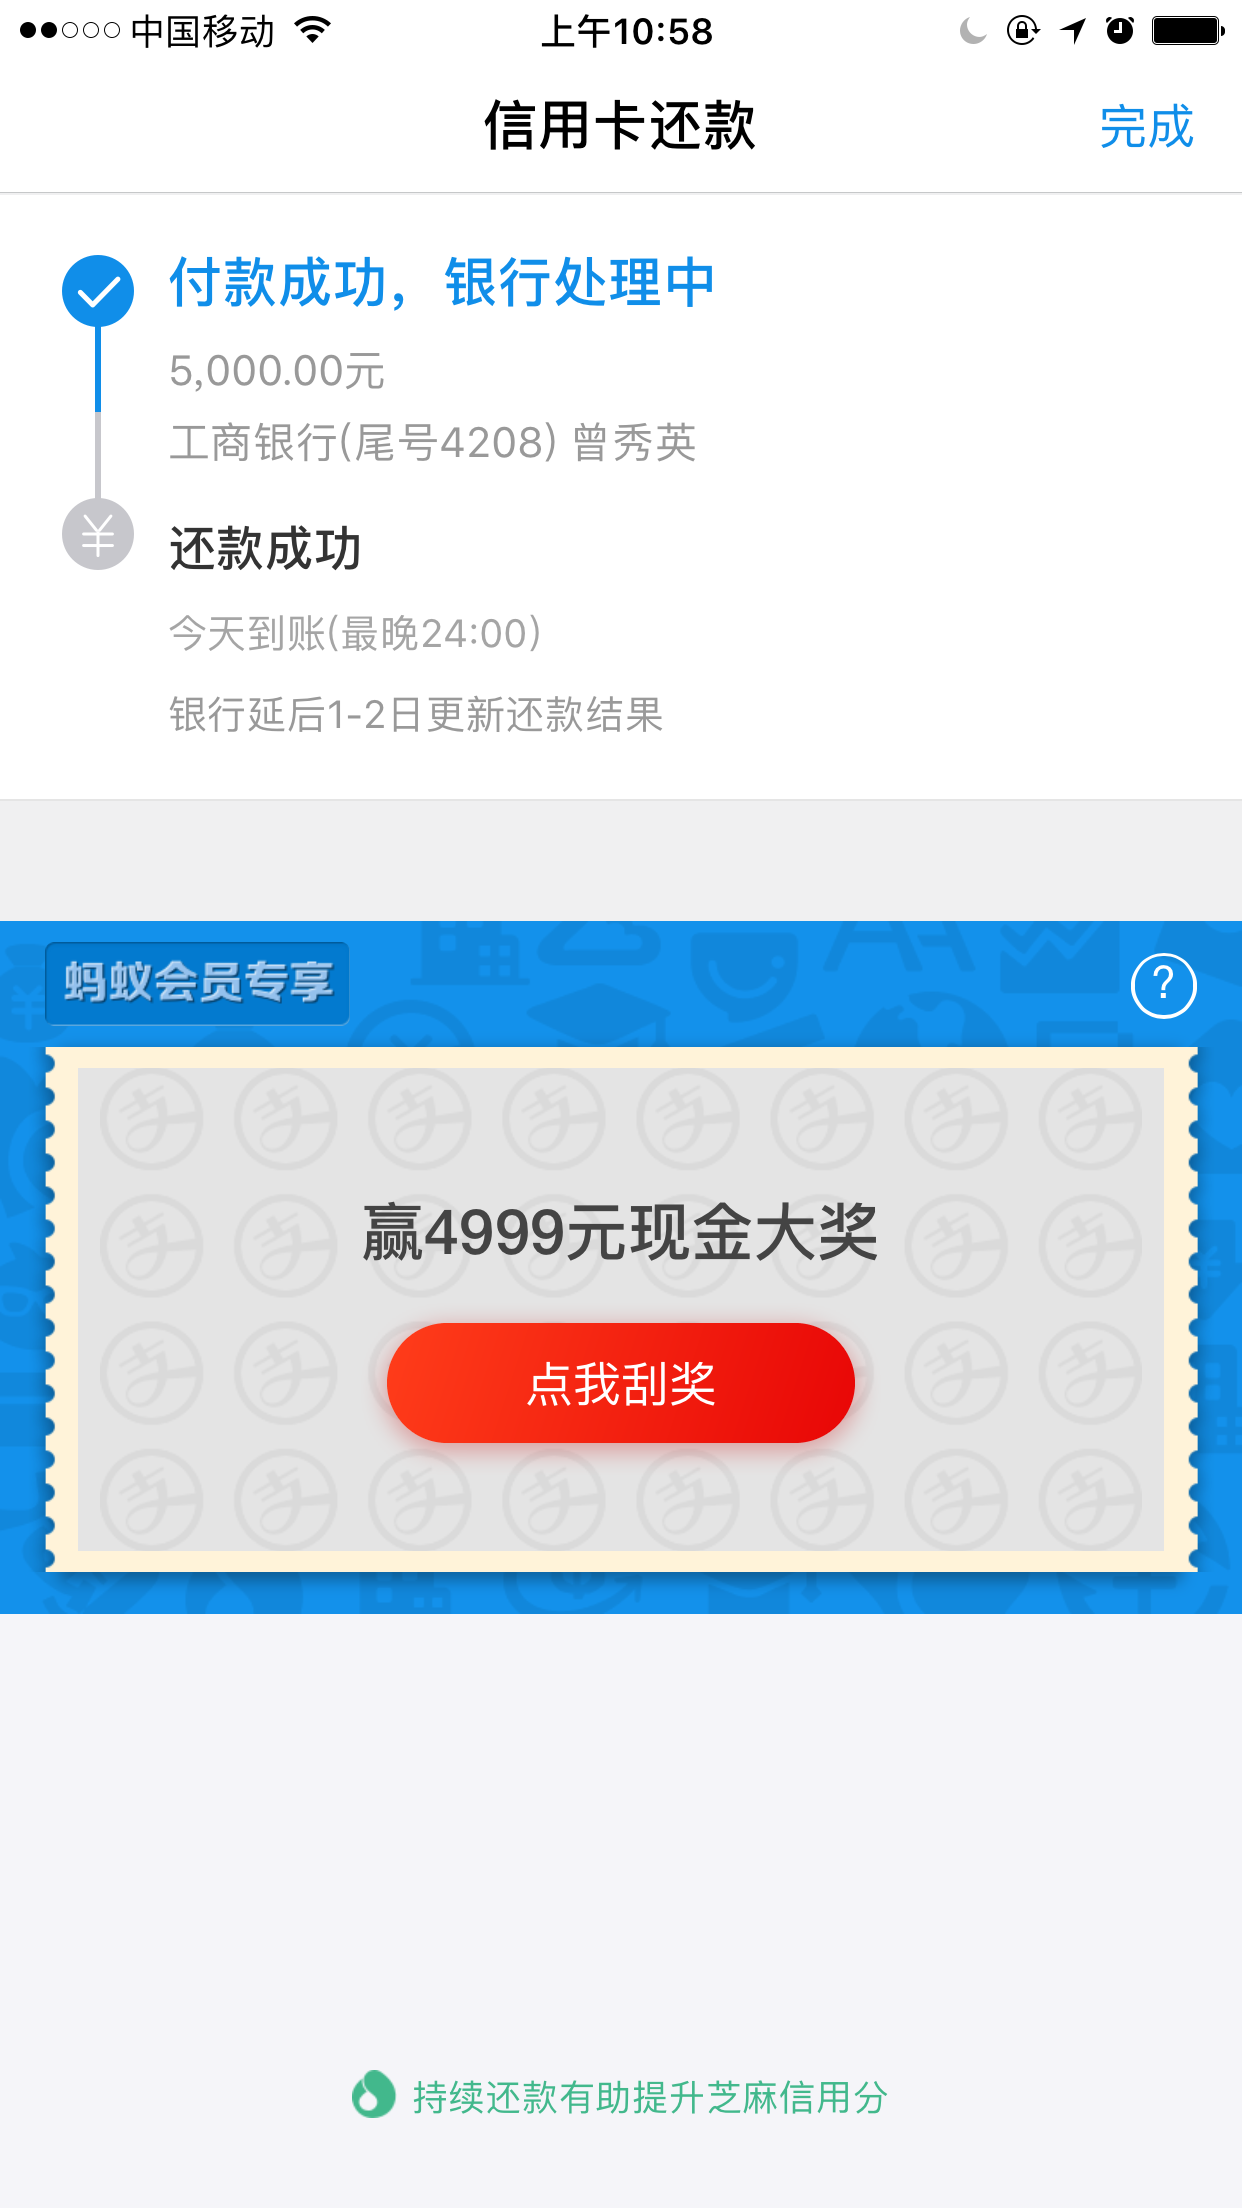 中国移动
上午10:58
信用卡还款
完成
付款成功，银行处理中
5,000.00元
工商银行(尾号4208) 曾秀英
¥
还款成功
今天到账(最晚24:00)
银行延后1-2日更新还款结果
蚂蚁会员专享
?
赢4999元现金大奖
点我刮奖
持续还款有助提升芝麻信用分